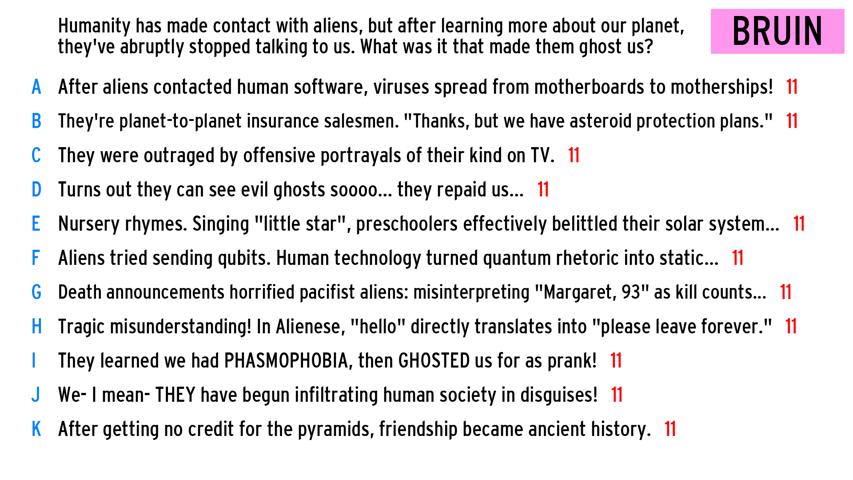 Humanity has made contact with aliens, but after learning more about our planet,
they've abruptly stopped talking to us. What was it that made them ghost us?
BRUIN
A After aliens contacted human software, viruses spread from motherboards to motherships! 11
B They're planet-to-planet insurance salesmen. "Thanks, but we have asteroid protection plans." 11
C They were outraged by offensive portrayals of their kind on TV. 11
D Turns out they can see evil ghosts soooo... they repaid us... 11
E Nursery rhymes. Singing "little star", preschoolers effectively belittled their solar system... 11
F Aliens tried sending qubits. Human technology turned quantum rhetoric into static... 11
G Death announcements horrified pacifist aliens: misinterpreting "Margaret, 93" as kill counts... 11
H Tragic misunderstanding! In Alienese, "hello" directly translates into "please leave forever." 11
I They learned we had PHASMOPHOBIA, then GHOSTED us for as prank! 11
J We- I mean- THEY have begun infiltrating human society in disguises! 11
K After getting no credit for the pyramids, friendship became ancient history. 11